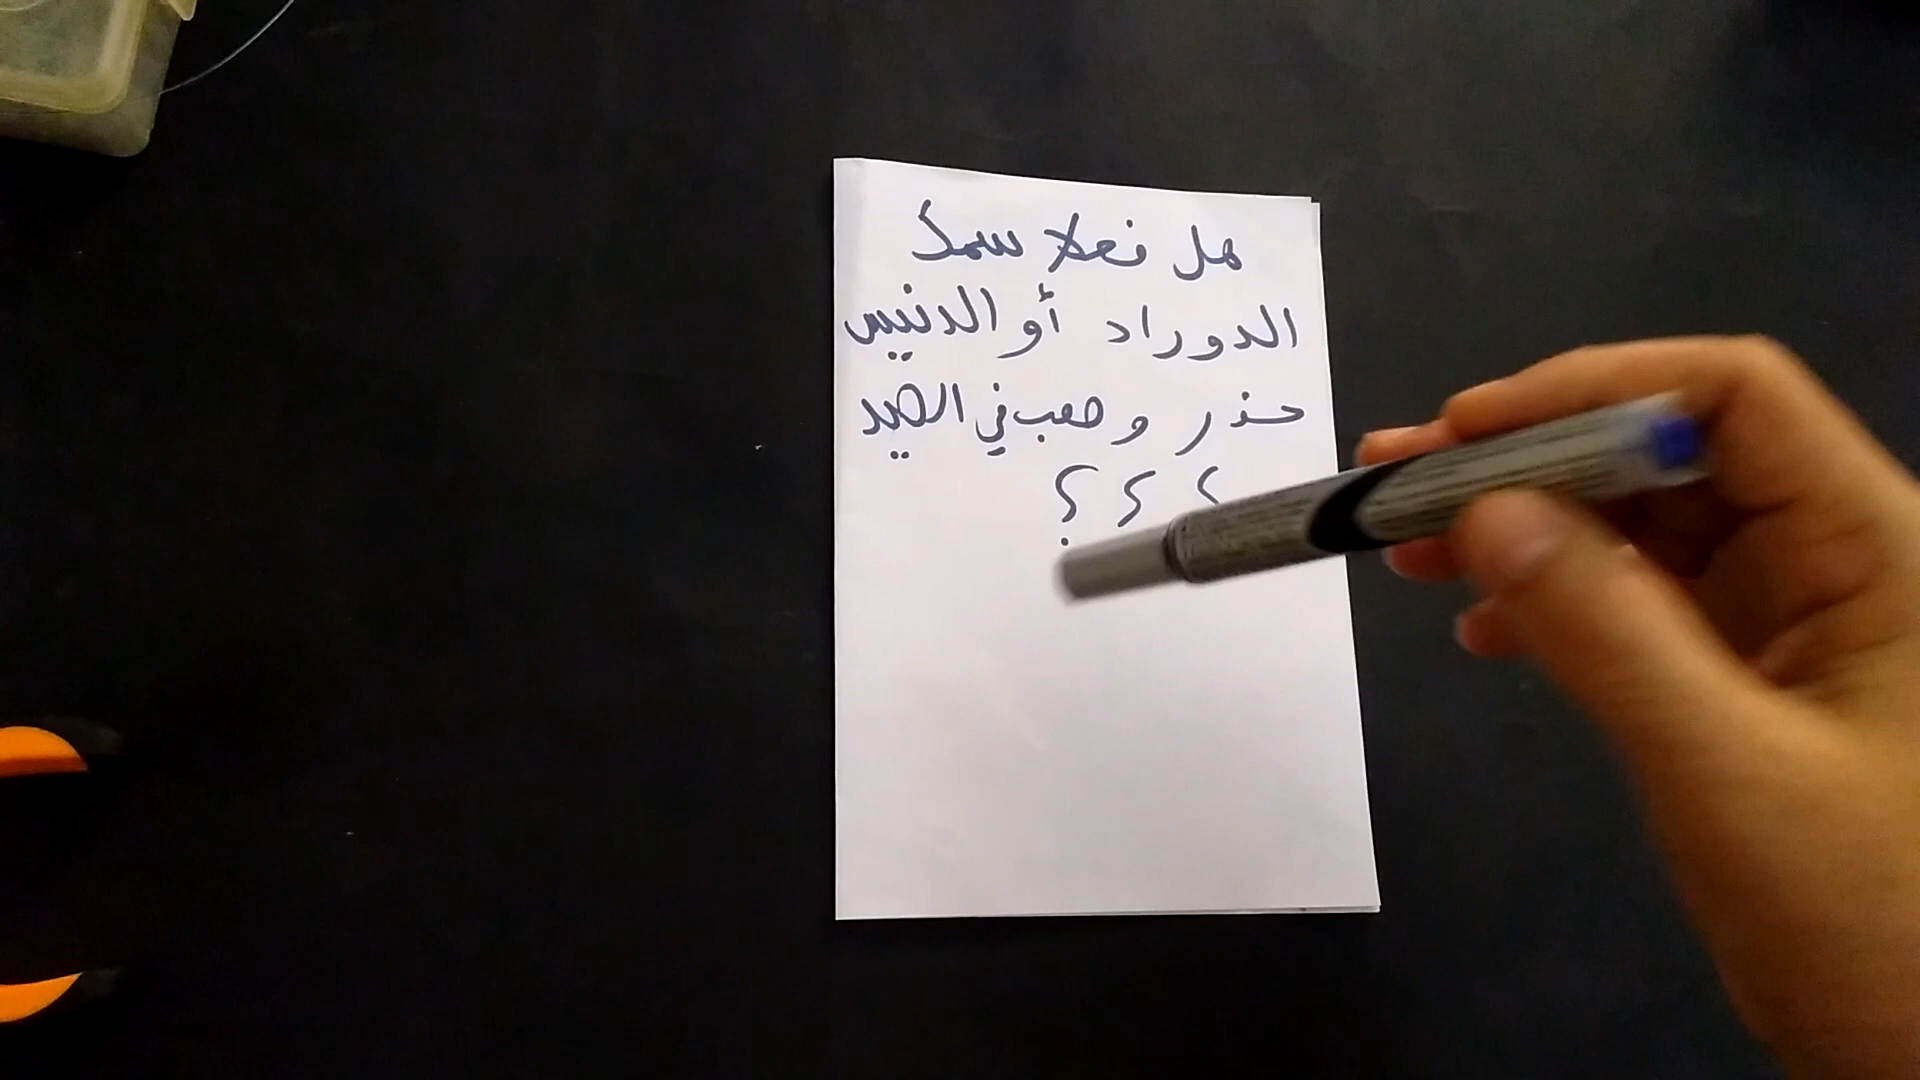 هل فعلا سمك
الدوراد أو الدنيس
حذر وصعب في الصيد
؟ ؟ ؟